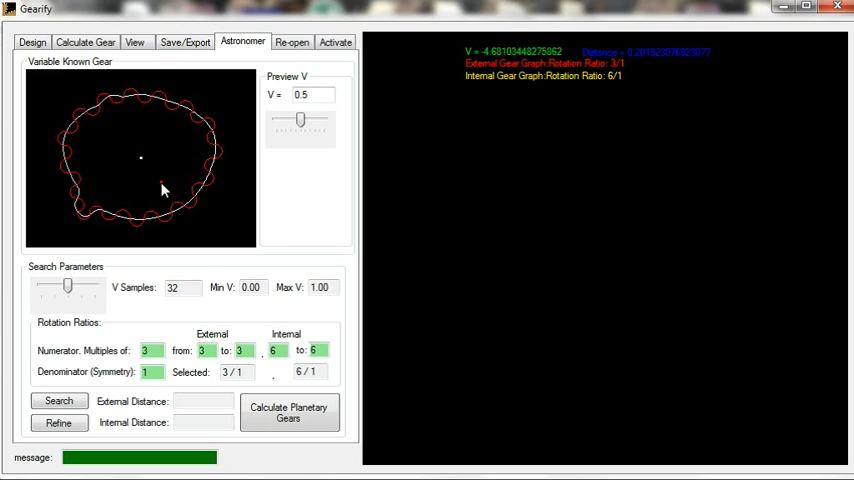 Gearify
Design Calculate Gear View Save/Export Astronomer Re-open Activate
Variable Known Gear
Preview V
V = 0.5
V = -4.68103448275862 Distance = 0.201923076923077
External Gear Graph:Rotation Ratio: 3/1
Internal Gear Graph:Rotation Ratio: 6/1
Search Parameters
V Samples: 32 Min V: 0.00 Max V: 1.00
Rotation Ratios:
External Internal
Numerator. Multiples of: 3 from: 3 to: 3 , 6 to: 6
Denominator (Symmetry): 1 Selected: 3 / 1 , 6 / 1
Search External Distance:
Refine Internal Distance:
Calculate Planetary
Gears
message: